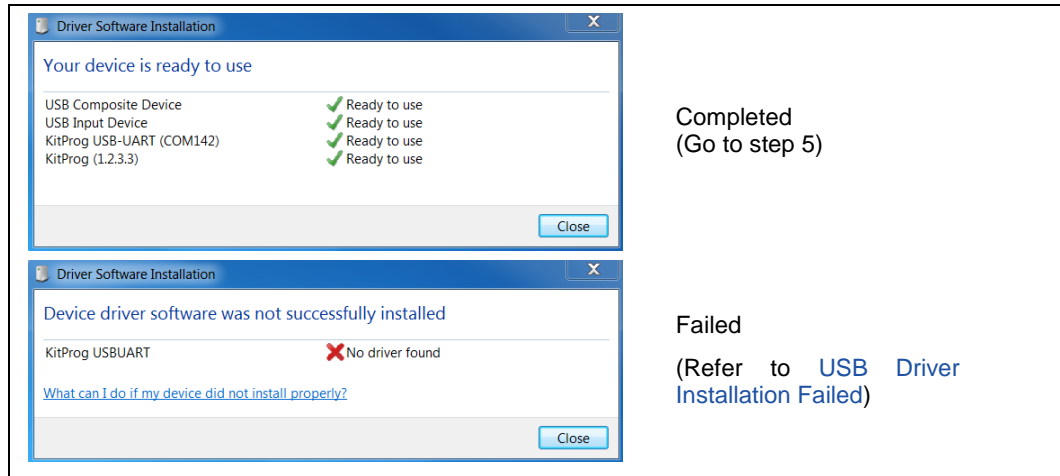 Driver Software Installation
X
Your device is ready to use
USB Composite Device Ready to use
USB Input Device Ready to use
KitProg USB-UART (COM142) Ready to use
KitProg (1.2.3.3) Ready to use
Close
Completed
(Go to step 5)
Driver Software Installation
X
Device driver software was not successfully installed
KitProg USBUART No driver found
What can I do if my device did not install properly?
Close
Failed
(Refer to USB Driver
Installation Failed)